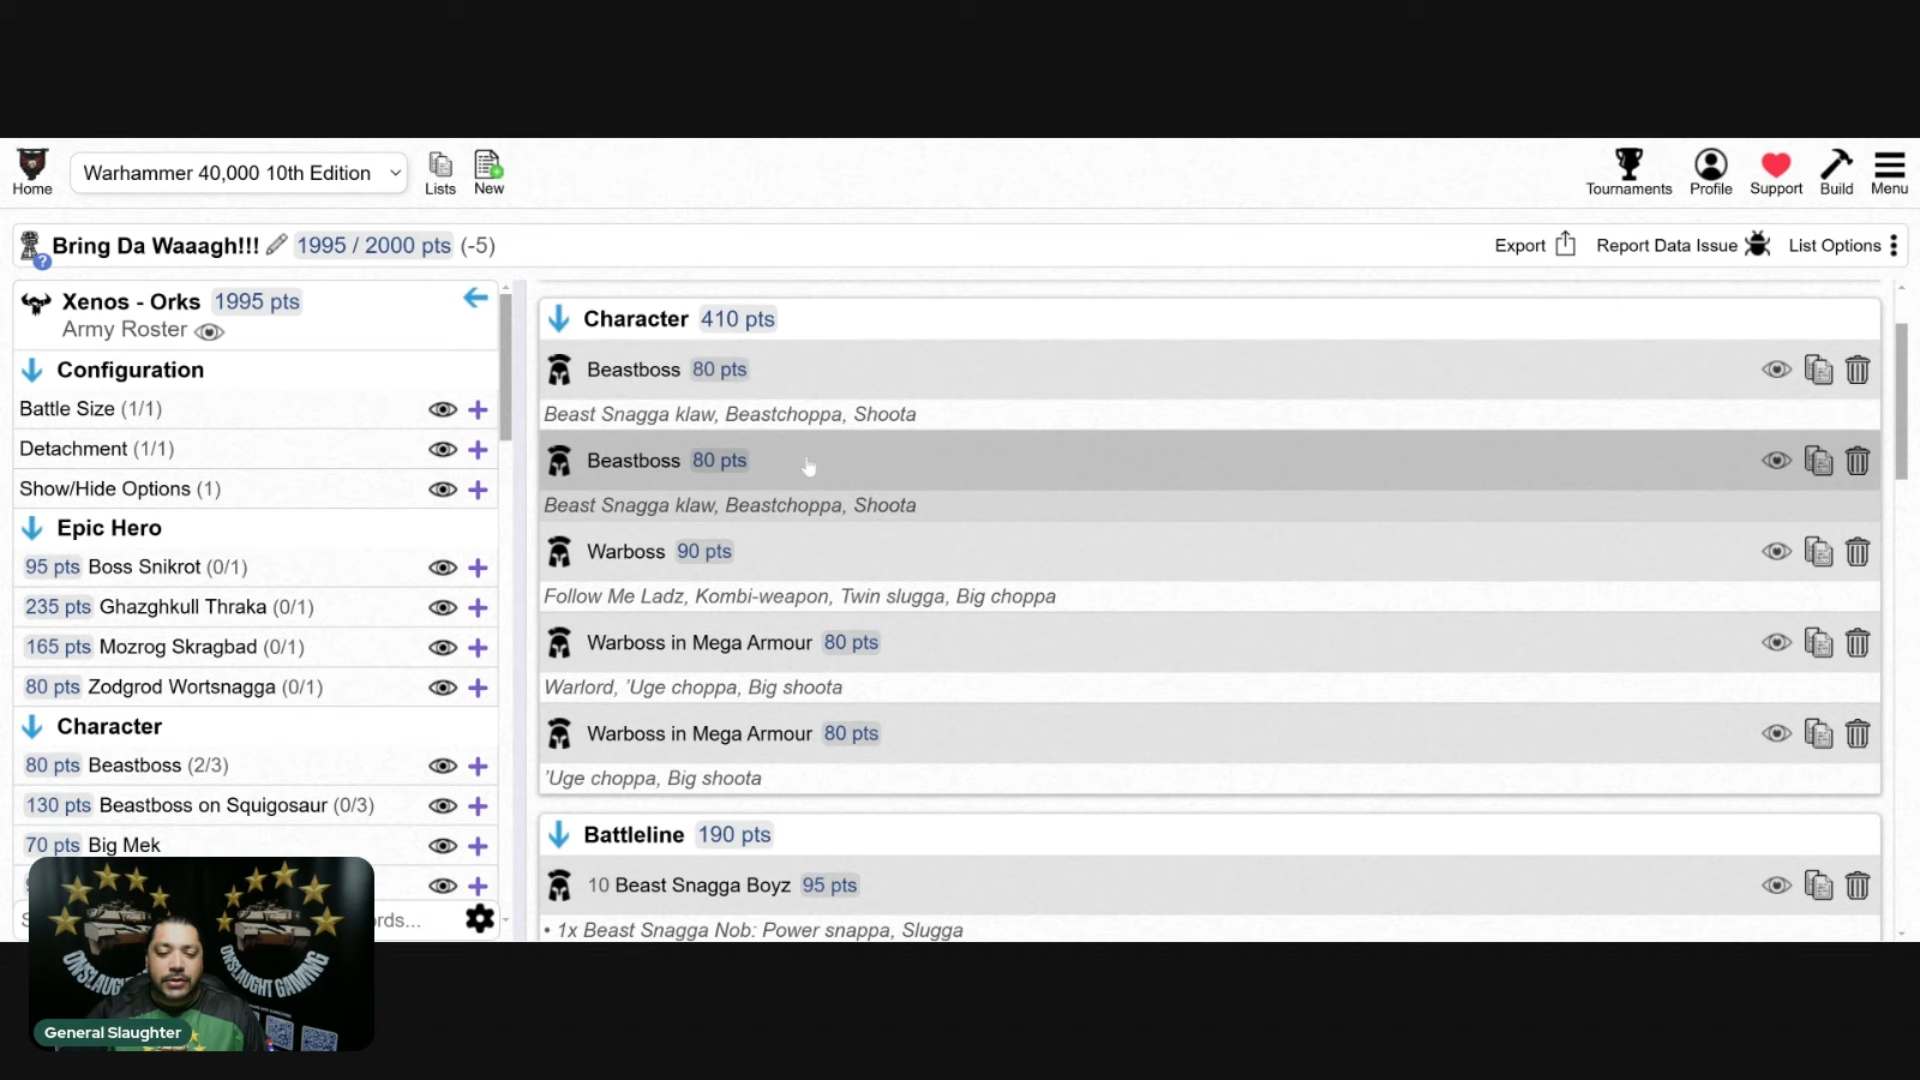 Home
Warhammer 40,000 10th Edition
Lists
New
Tournaments
Profile
Support
Build
Menu
Bring Da Waaagh!!! 1995 / 2000 pts (-5)
Export
Report Data Issue
List Options
Xenos - Orks 1995 pts
Army Roster
Configuration
Battle Size (1/1)
Detachment (1/1)
Show/Hide Options (1)
Epic Hero
95 pts Boss Snikrot (0/1)
235 pts Ghazghkull Thraka (0/1)
165 pts Mozrog Skragbad (0/1)
80 pts Zodgrod Wortsnagga (0/1)
Character
80 pts Beastboss (2/3)
130 pts Beastboss on Squigosaur (0/3)
70 pts Big Mek
Character 410 pts
Beastboss 80 pts
Beast Snagga klaw, Beastchoppa, Shoota
Beastboss 80 pts
Beast Snagga klaw, Beastchoppa, Shoota
Warboss 90 pts
Follow Me Ladz, Kombi-weapon, Twin slugga, Big choppa
Warboss in Mega Armour 80 pts
Warlord, 'Uge choppa, Big shoota
Warboss in Mega Armour 80 pts
'Uge choppa, Big shoota
Battleline 190 pts
10 Beast Snagga Boyz 95 pts
• 1x Beast Snagga Nob: Power snappa, Slugga
ONSLAUGHT GAMING
General Slaughter